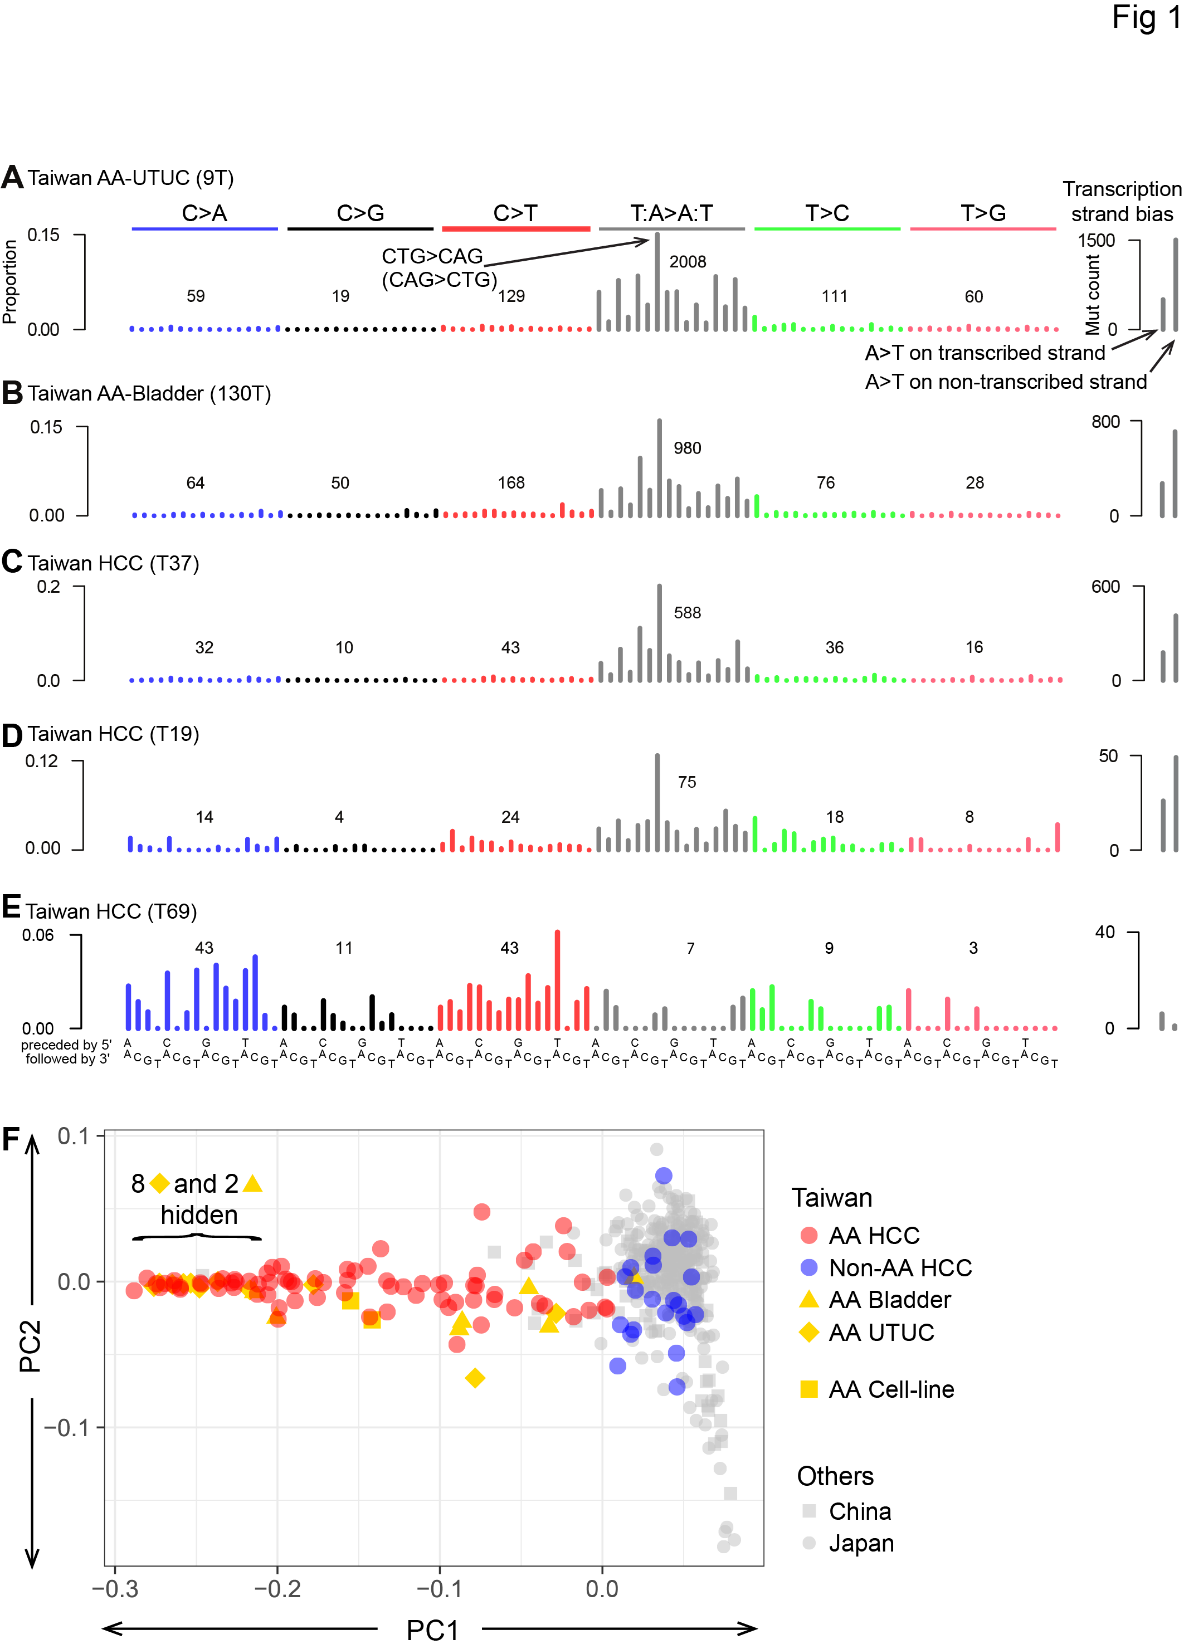 Fig 1
A Taiwan AA-UTUC (9T)
Transcription
strand bias
C>A C>G C>T T:A>A:T T>C T>G
Proportion
0.15
0.00
CTG>CAG
(CAG>CTG)
59 19 129 2008 111 60
Mut count
1500
0
A>T on transcribed strand
A>T on non-transcribed strand
B Taiwan AA-Bladder (130T)
0.15
0.00
64 50 168 980 76 28
800
0
C Taiwan HCC (T37)
0.2
0.0
32 10 43 588 36 16
600
0
D Taiwan HCC (T19)
0.12
0.00
14 4 24 75 18 8
50
0
E Taiwan HCC (T69)
0.06
0.00
43 11 43 7 9 3
40
0
preceded by 5' A C G T A C G T A C G T A C G T A C G T A C G T
followed by 3' ACGTACGTACGTACGT ACGTACGTACGTACGT ACGTACGTACGTACGT ACGTACGTACGTACGT ACGTACGTACGTACGT ACGTACGTACGTACGT
F
PC2
0.1
0.0
−0.1
8 and 2
hidden
−0.3 −0.2 −0.1 0.0
PC1
Taiwan
AA HCC
Non-AA HCC
AA Bladder
AA UTUC
AA Cell-line
Others
China
Japan